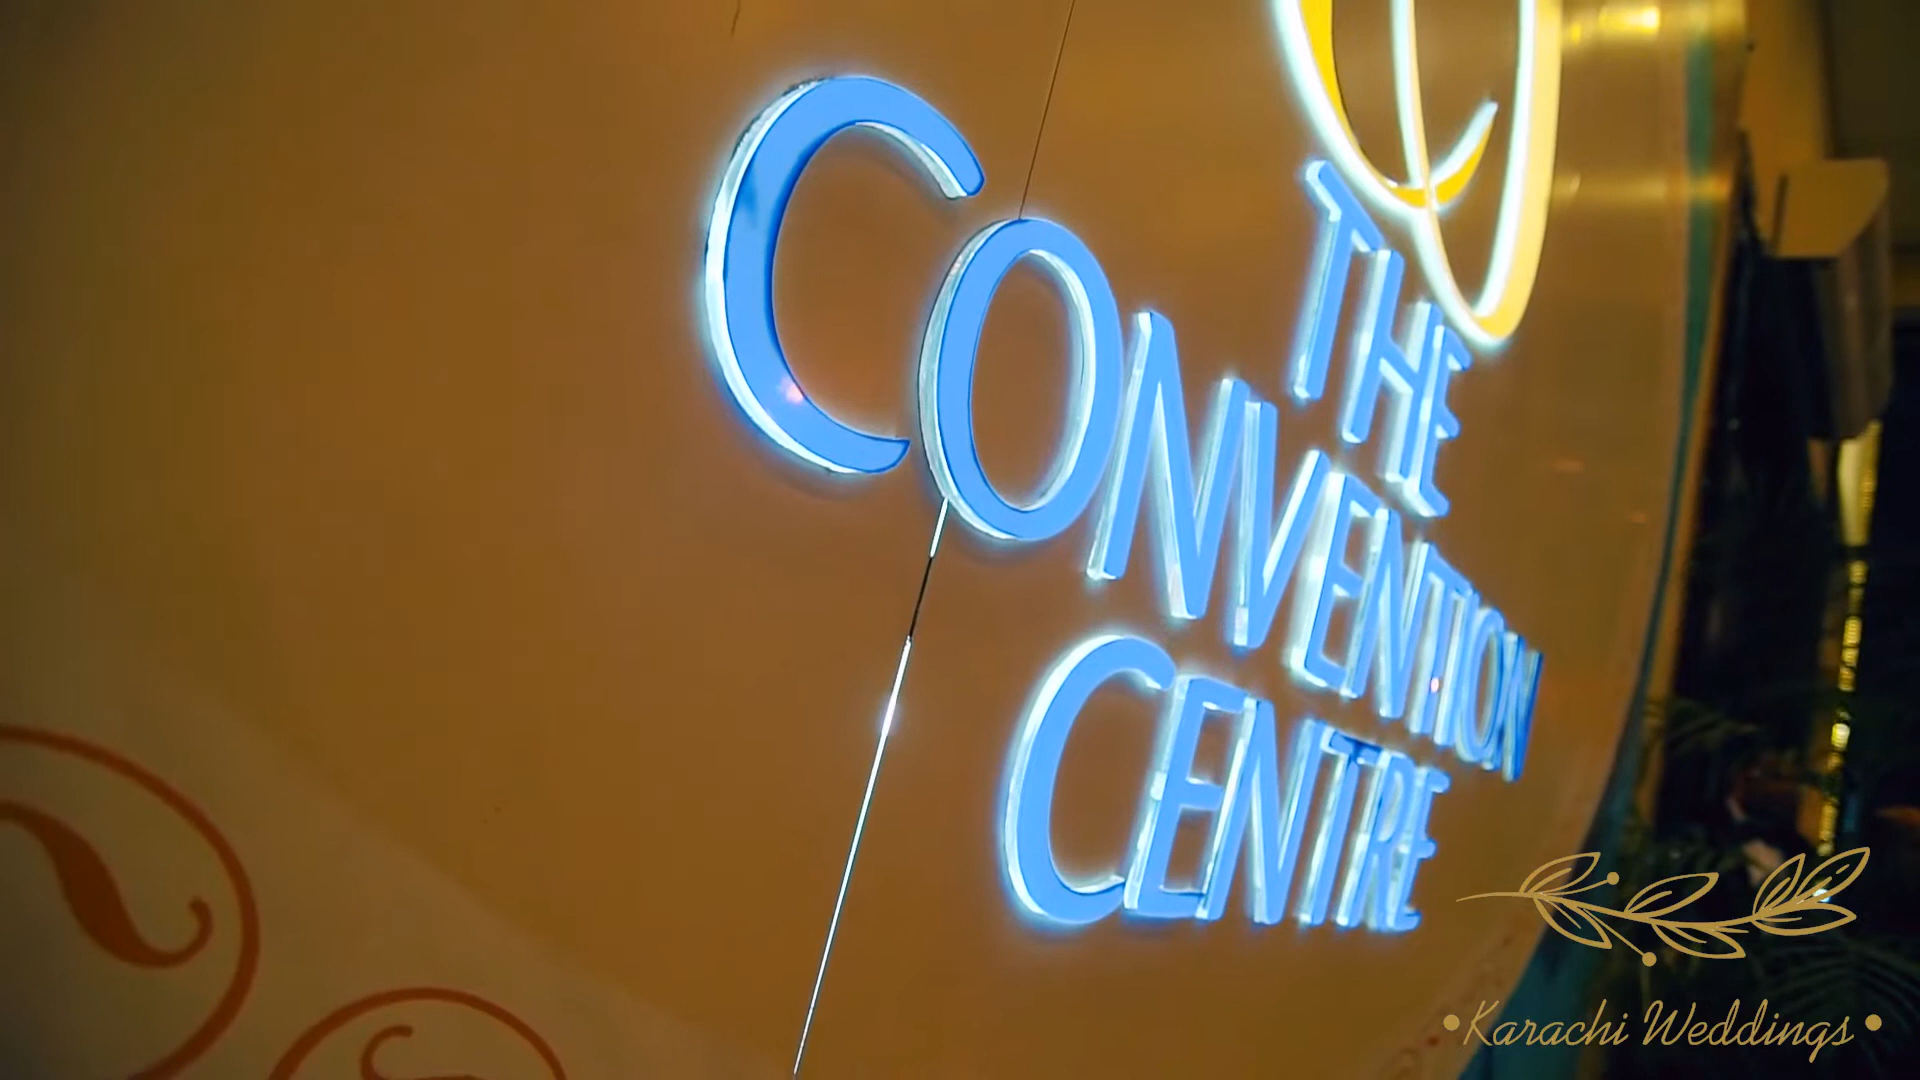 THE
CONVENTION
CENTRE
•Karachi Weddings•